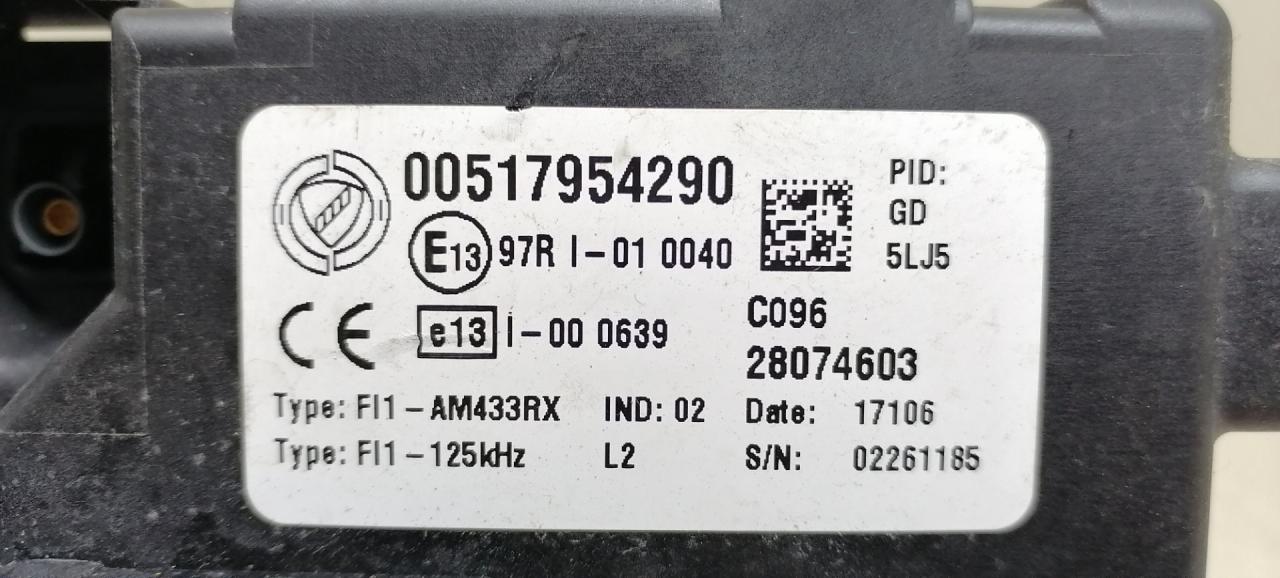 00517954290
E13 97R I-01 0040
CE e13 I-00 0639
Type: FI1-AM433RX IND: 02
Type: FI1-125kHz L2
PID:
GD
5LJ5
C096
28074603
Date: 17106
S/N: 02261185